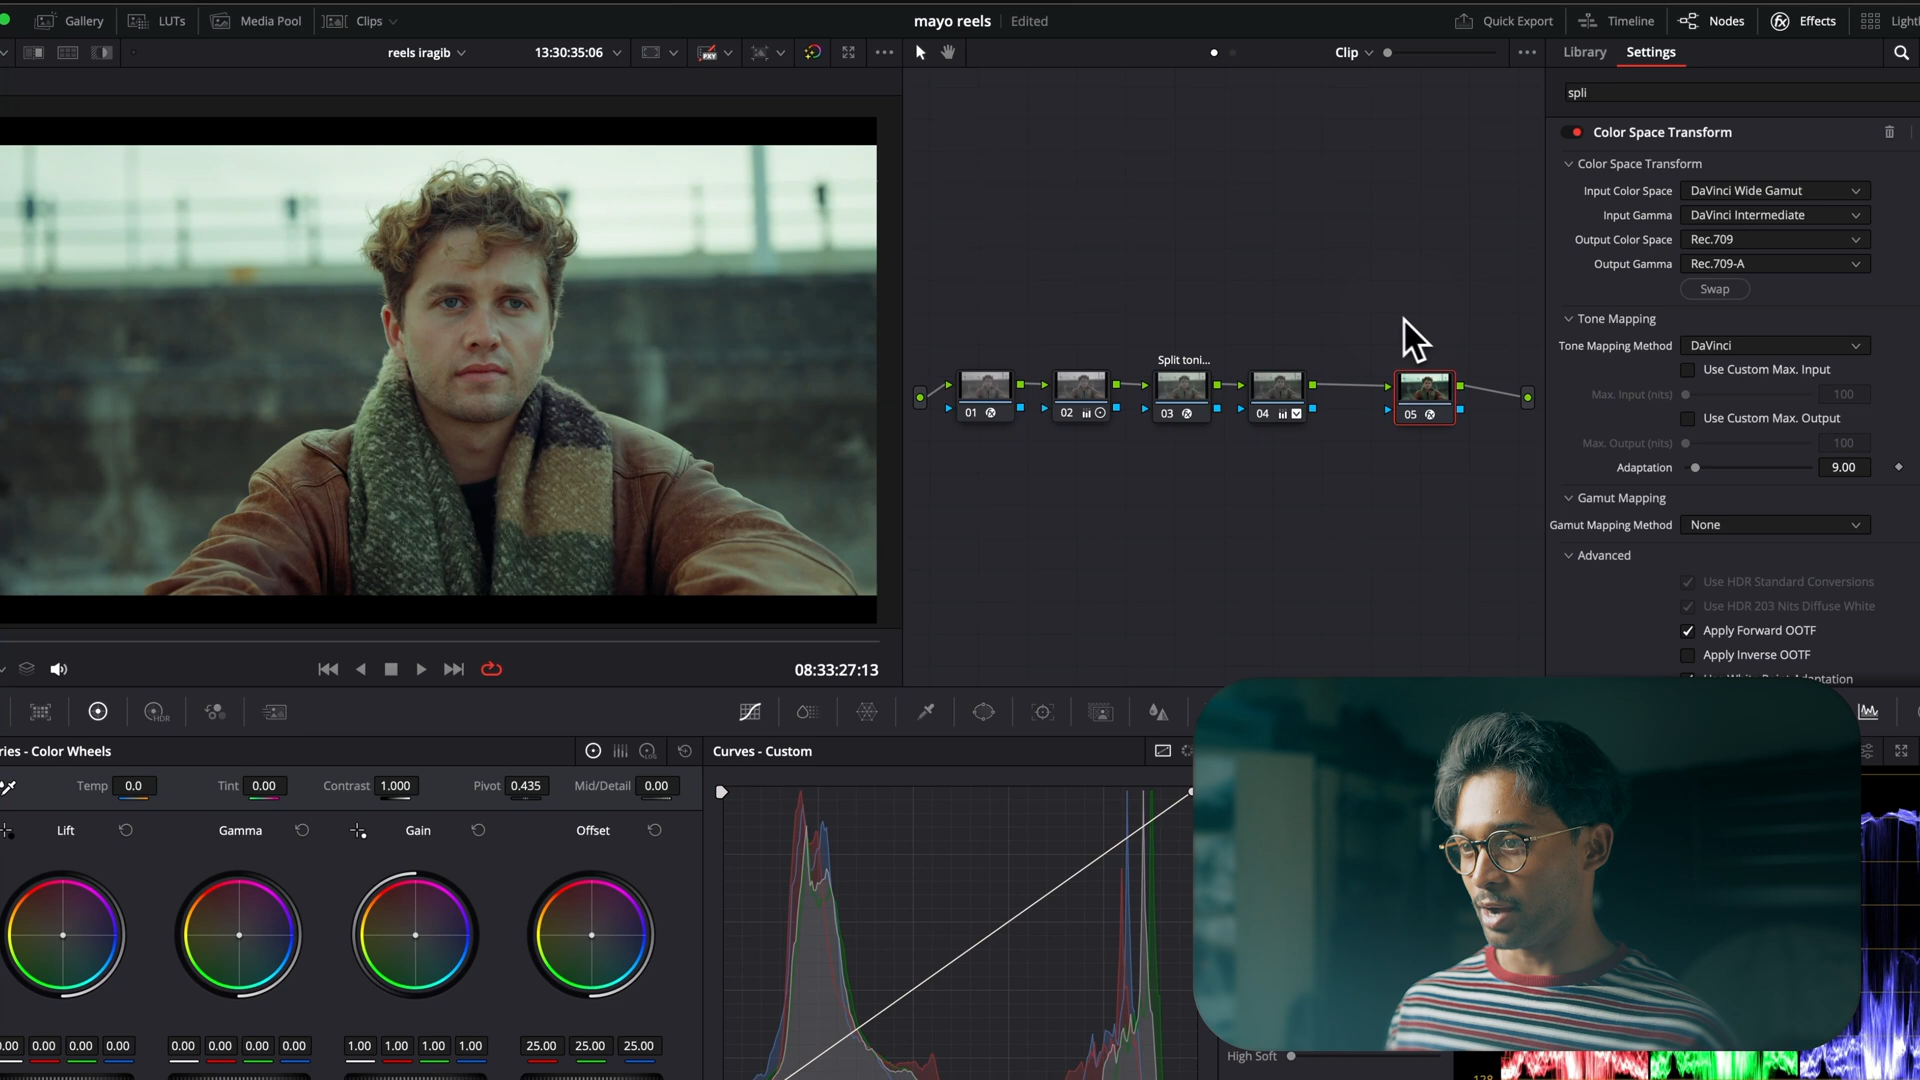 Gallery LUTs Media Pool Clips mayo reels Edited Quick Export Timeline Nodes Effects
reels iragib 13:30:35:06 Clip Library Settings
spli
Color Space Transform
Color Space Transform
Input Color Space DaVinci Wide Gamut
Input Gamma DaVinci Intermediate
Output Color Space Rec.709
Output Gamma Rec.709-A
Swap
Tone Mapping
Tone Mapping Method DaVinci
Use Custom Max. Input
Max. Input (nits) 100
Use Custom Max. Output
Max. Output (nits) 100
Adaptation 9.00
Gamut Mapping
Gamut Mapping Method None
Advanced
Use HDR Standard Conversions
Use HDR 203 Nits Diffuse White
Apply Forward OOTF
Apply Inverse OOTF
Split toni...
01 02 03 04 05
08:33:27:13
HDR
ries - Color Wheels LOG Curves - Custom
Temp 0.0 Tint 0.00 Contrast 1.000 Pivot 0.435 Mid/Detail 0.00
Lift Gamma Gain Offset
0.00 0.00 0.00 0.00 0.00 0.00 0.00 1.00 1.00 1.00 1.00 25.00 25.00 25.00
High Soft
128